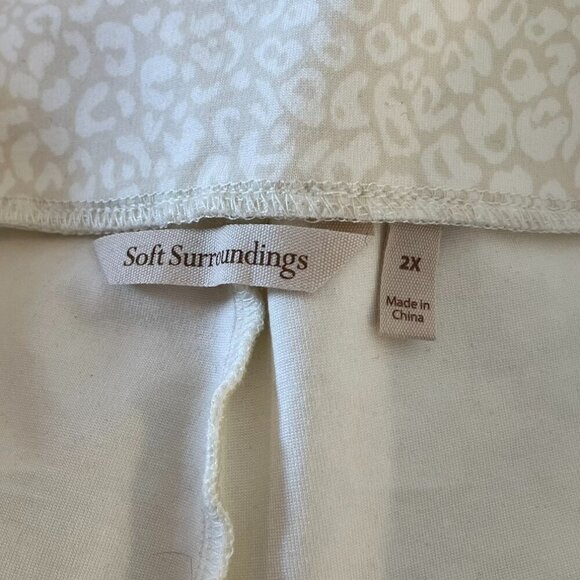 Soft Surroundings
2X
Made in
China